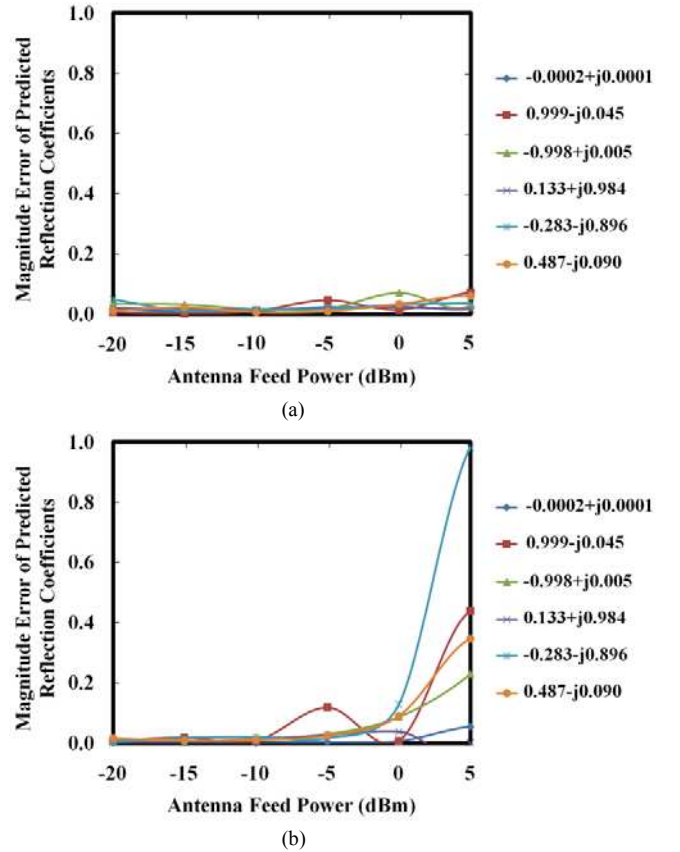 Magnitude Error of Predicted
Reflection Coefficients
1.0
0.8
0.6
0.4
0.2
0.0
-20 -15 -10 -5 0 5
Antenna Feed Power (dBm)
-0.0002+j0.0001
0.999-j0.045
-0.998+j0.005
0.133+j0.984
-0.283-j0.896
0.487-j0.090
(a)
Magnitude Error of Predicted
Reflection Coefficients
1.0
0.8
0.6
0.4
0.2
0.0
-20 -15 -10 -5 0 5
Antenna Feed Power (dBm)
-0.0002+j0.0001
0.999-j0.045
-0.998+j0.005
0.133+j0.984
-0.283-j0.896
0.487-j0.090
(b)